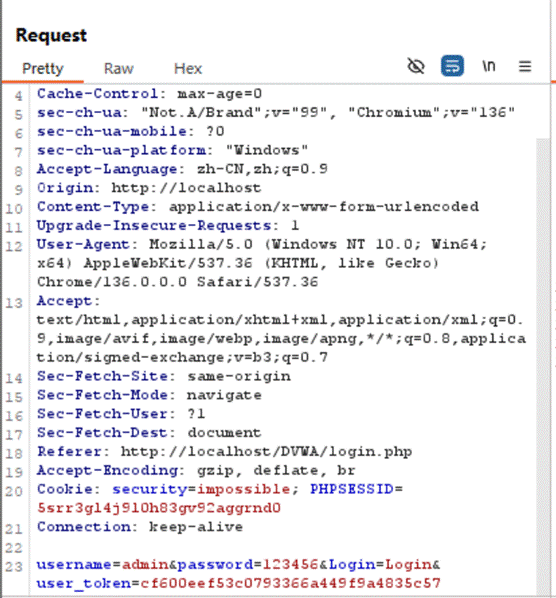 Request
Pretty Raw Hex \n
4 Cache-Control: max-age=0
5 sec-ch-ua: "Not.A/Brand";v="99", "Chromium";v="136"
6 sec-ch-ua-mobile: ?0
7 sec-ch-ua-platform: "Windows"
8 Accept-Language: zh-CN,zh;q=0.9
9 Origin: http://localhost
10 Content-Type: application/x-www-form-urlencoded
11 Upgrade-Insecure-Requests: 1
12 User-Agent: Mozilla/5.0 (Windows NT 10.0; Win64;
x64) AppleWebKit/537.36 (KHTML, like Gecko)
Chrome/136.0.0.0 Safari/537.36
13 Accept:
text/html,application/xhtml+xml,application/xml;q=0.
9,image/avif,image/webp,image/apng,*/*;q=0.8,applica
tion/signed-exchange;v=b3;q=0.7
14 Sec-Fetch-Site: same-origin
15 Sec-Fetch-Mode: navigate
16 Sec-Fetch-User: ?1
17 Sec-Fetch-Dest: document
18 Referer: http://localhost/DVWA/login.php
19 Accept-Encoding: gzip, deflate, br
20 Cookie: security=impossible; PHPSESSID=
5srr3gl4j9l0h83gv92aggrnd0
21 Connection: keep-alive
22
23 username=admin&password=123456&Login=Login&
user_token=cf600eef53c0793366a449f9a4835c57